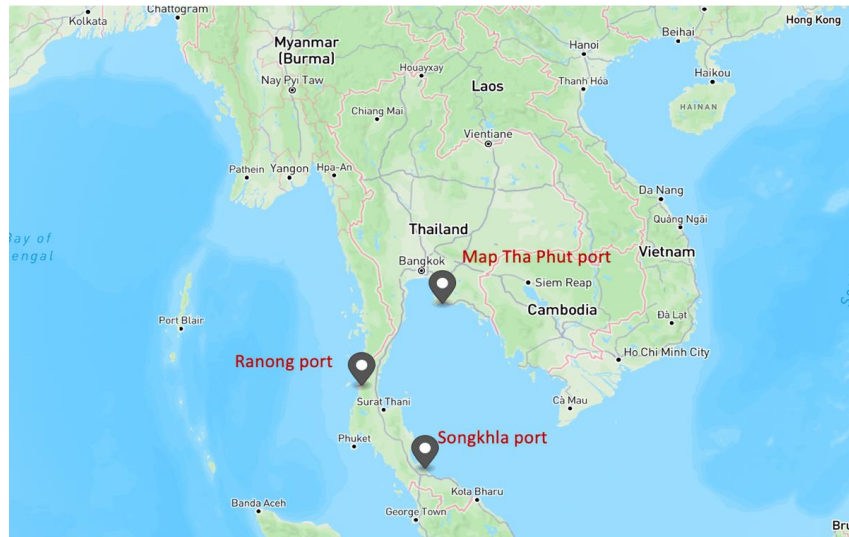 Kolkata
Chattogram
Hong Kong
Beihai
Myanmar
(Burma)
Hanoi
Houayxay
Laos
Thanh Hóa
Haikou
Nay Pyi Taw
HAINAN
Chiang Mai
Vientiane
Pathein
Yangon
Hpa-An
Da Nang
Quảng Ngãi
Thailand
Map Tha Phut port
Vietnam
Bangkok
Siem Reap
Cambodia
Port Blair
Đà Lạt
Ho Chi Minh City
Ranong port
Surat Thani
Cà Mau
Phuket
Songkhla port
Kota Bharu
Banda Aceh
George Town